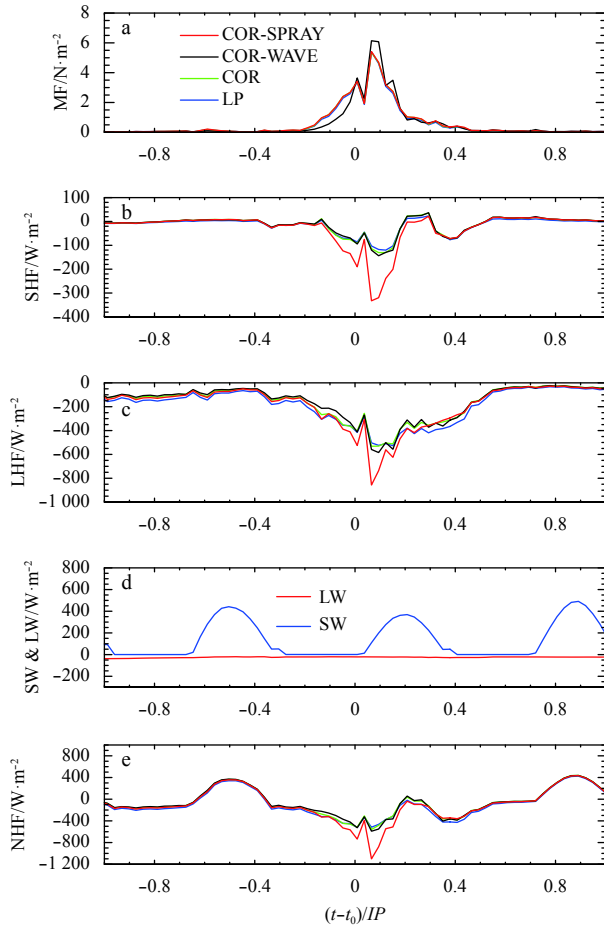 a
COR-SPRAY
COR-WAVE
COR
LP
MF/N·m⁻²
8
6
4
2
0
−0.8 −0.4 0 0.4 0.8
b
SHF/W·m⁻²
100
0
−100
−200
−300
−400
−0.8 −0.4 0 0.4 0.8
c
LHF/W·m⁻²
0
−200
−400
−600
−800
−1 000
−0.8 −0.4 0 0.4 0.8
d
LW
SW
SW & LW/W·m⁻²
800
600
400
200
0
−200
−0.8 −0.4 0 0.4 0.8
e
NHF/W·m⁻²
800
400
0
−400
−800
−1 200
−0.8 −0.4 0 0.4 0.8
(t−t₀)/IP